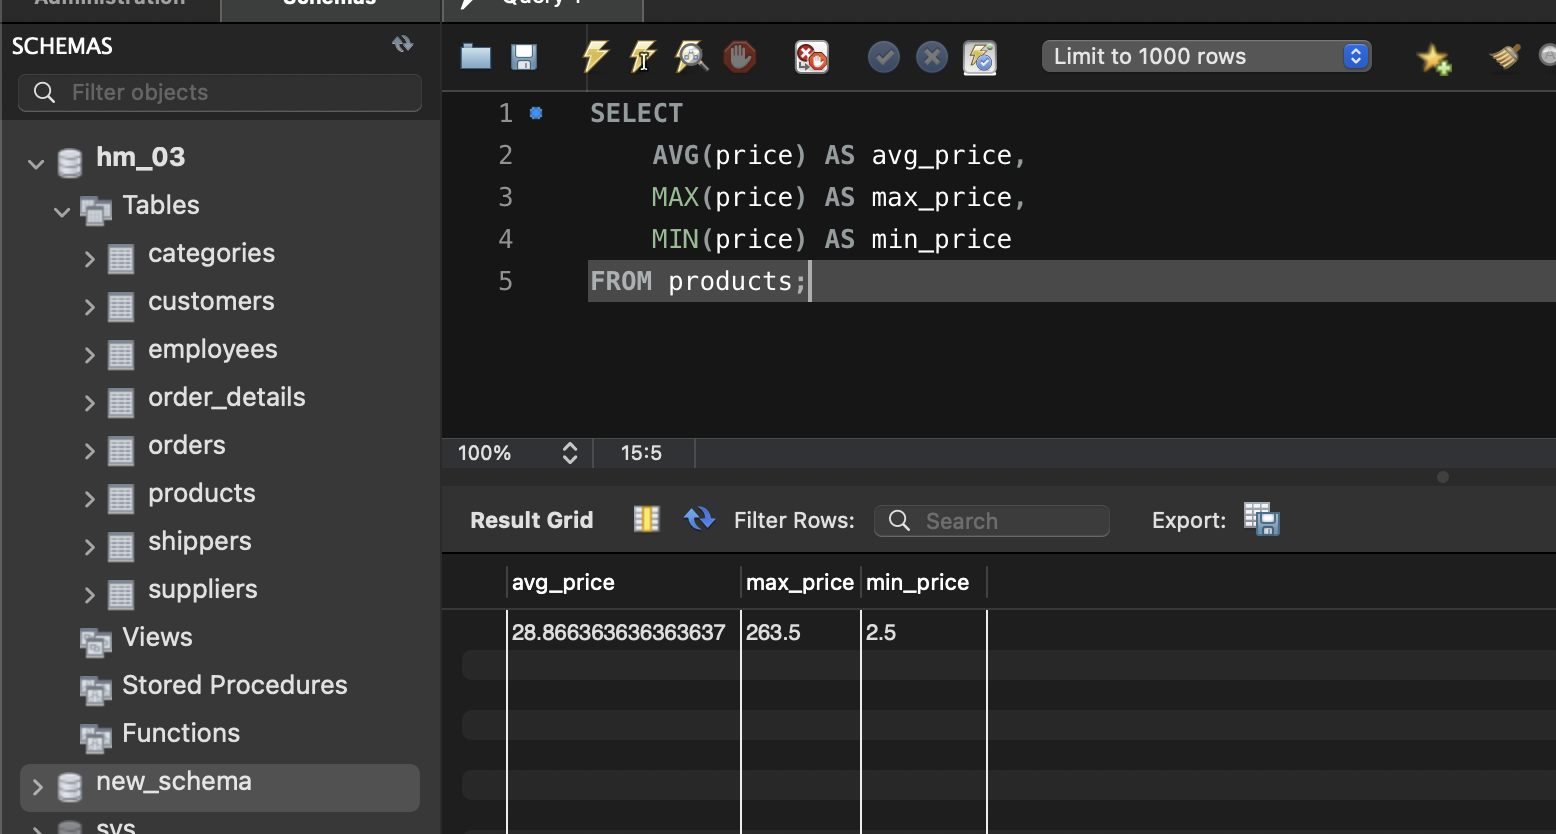 Administration
Schemas
Query 1
SCHEMAS
Filter objects
hm_03
Tables
categories
customers
employees
order_details
orders
products
shippers
suppliers
Views
Stored Procedures
Functions
new_schema
sys
Limit to 1000 rows
1 SELECT
2 AVG(price) AS avg_price,
3 MAX(price) AS max_price,
4 MIN(price) AS min_price
5 FROM products;
100% 15:5
Result Grid Filter Rows: Search Export:
avg_price max_price min_price
28.866363636363637 263.5 2.5